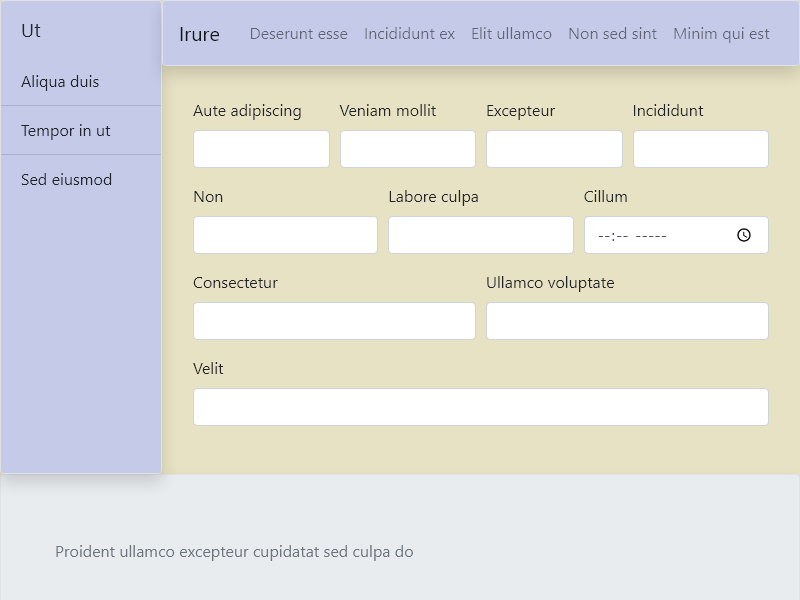 Ut
Aliqua duis
Tempor in ut
Sed eiusmod
Irure Deserunt esse Incididunt ex Elit ullamco Non sed sint Minim qui est
Aute adipiscing Veniam mollit Excepteur Incididunt
Non Labore culpa Cillum
--:-- -----
Consectetur Ullamco voluptate
Velit
Proident ullamco excepteur cupidatat sed culpa do